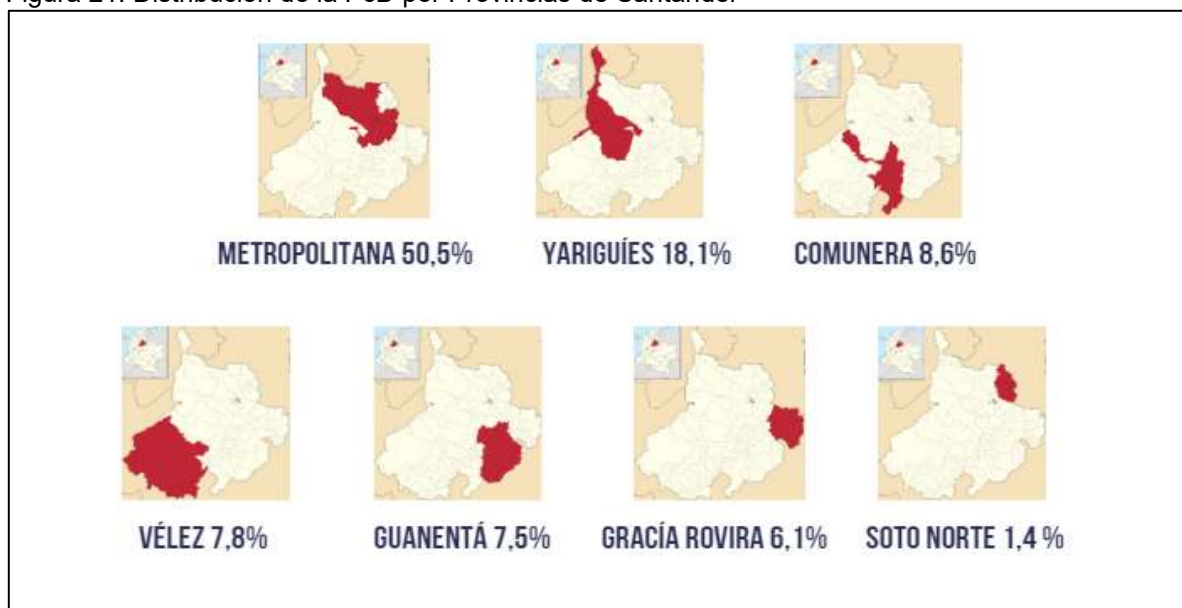 Figura 21. Distribución de la PcD por Provincias de Santander
METROPOLITANA 50,5%
YARIGUÍES 18,1%
COMUNERA 8,6%
VÉLEZ 7,8%
GUANENTÁ 7,5%
GRACÍA ROVIRA 6,1%
SOTO NORTE 1,4 %